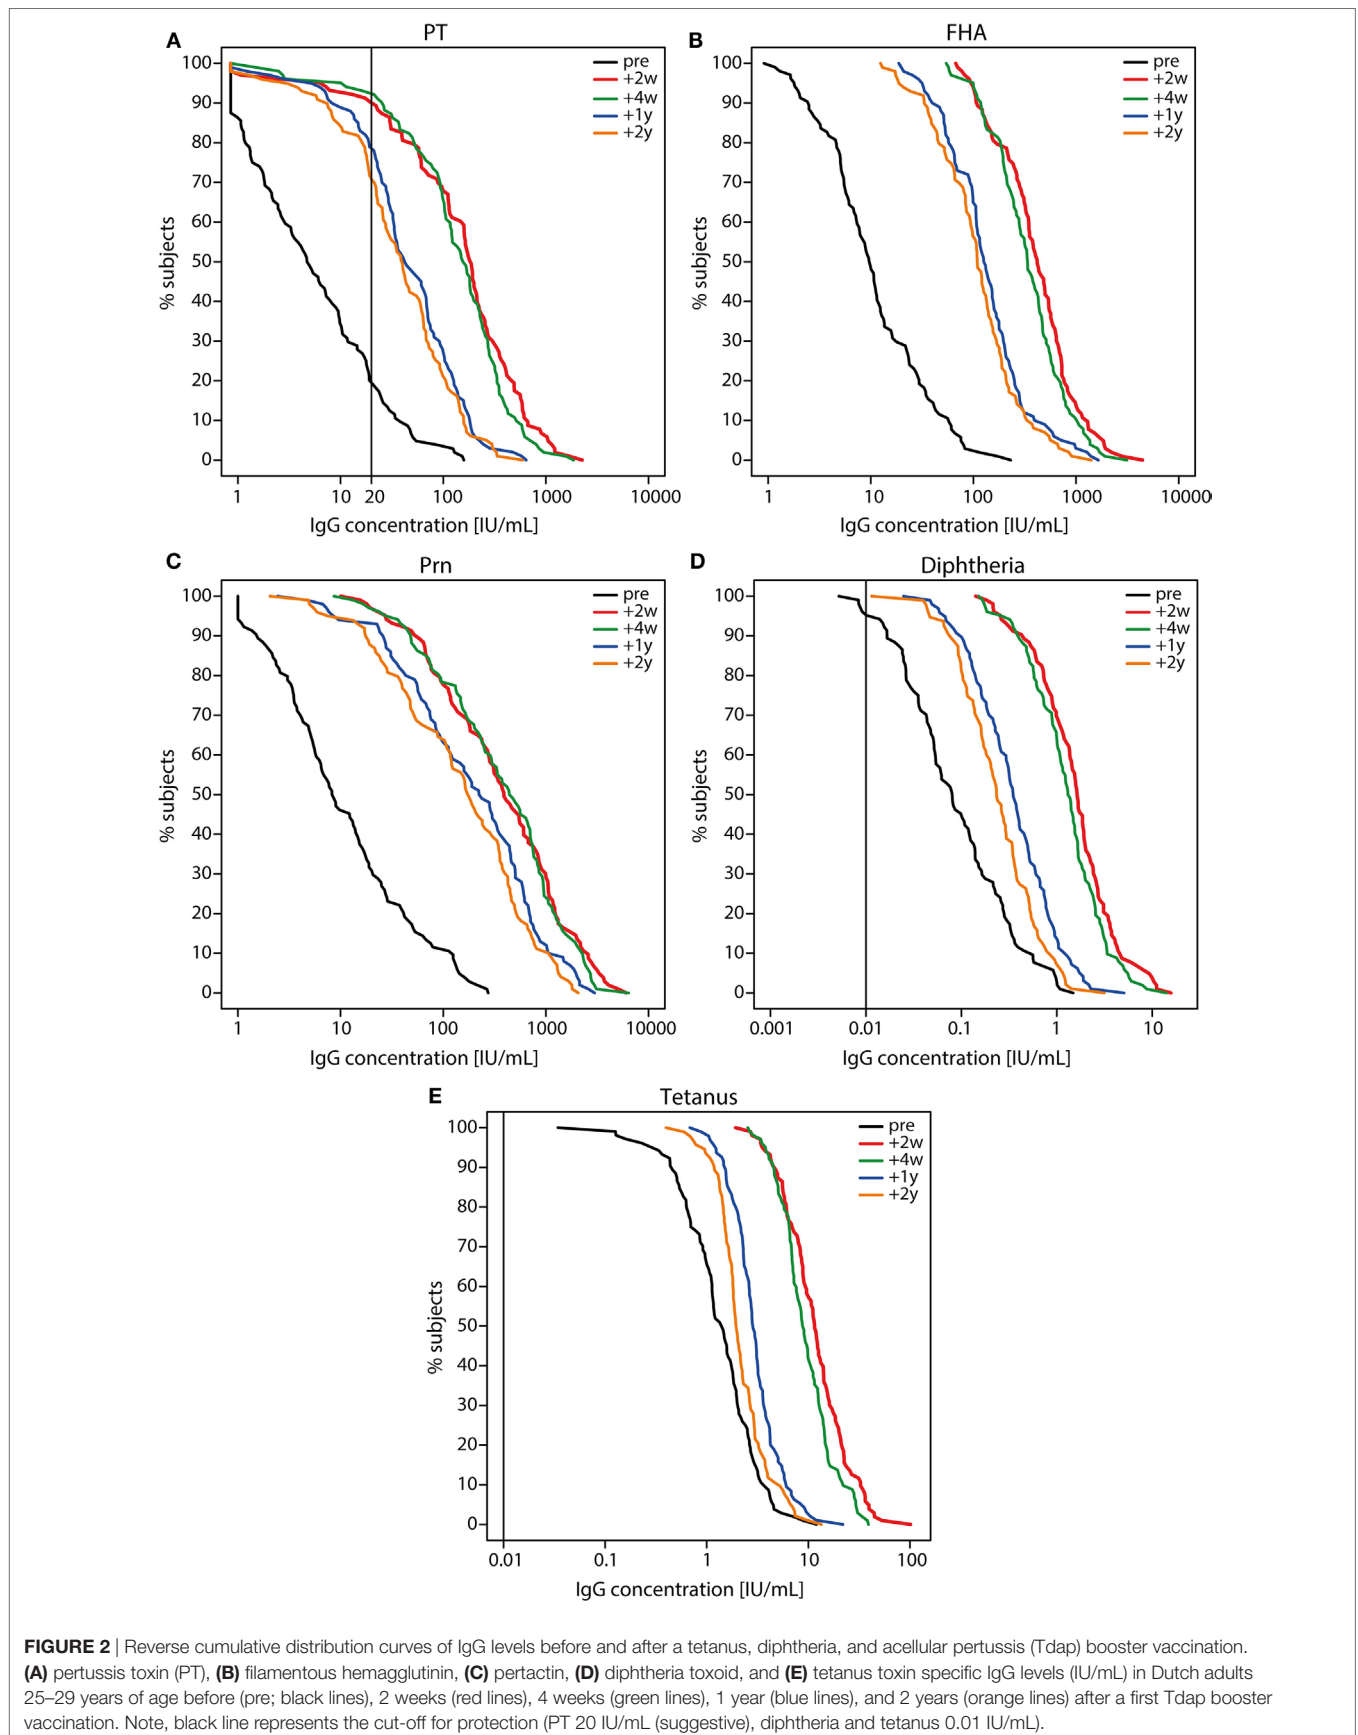 A
PT
100
90
80
70
60
50
40
30
20
10
0
% subjects
pre
+2w
+4w
+1y
+2y
1 10 20 100 1000 10000
IgG concentration [IU/mL]
B
FHA
100
90
80
70
60
50
40
30
20
10
0
% subjects
pre
+2w
+4w
+1y
+2y
1 10 100 1000 10000
IgG concentration [IU/mL]
C
Prn
100
90
80
70
60
50
40
30
20
10
0
% subjects
pre
+2w
+4w
+1y
+2y
1 10 100 1000 10000
IgG concentration [IU/mL]
D
Diphtheria
100
90
80
70
60
50
40
30
20
10
0
% subjects
pre
+2w
+4w
+1y
+2y
0.001 0.01 0.1 1 10
IgG concentration [IU/mL]
E
Tetanus
100
90
80
70
60
50
40
30
20
10
0
% subjects
pre
+2w
+4w
+1y
+2y
0.01 0.1 1 10 100
IgG concentration [IU/mL]
FIGURE 2 | Reverse cumulative distribution curves of IgG levels before and after a tetanus, diphtheria, and acellular pertussis (Tdap) booster vaccination.
(A) pertussis toxin (PT), (B) filamentous hemagglutinin, (C) pertactin, (D) diphtheria toxoid, and (E) tetanus toxin specific IgG levels (IU/mL) in Dutch adults
25–29 years of age before (pre; black lines), 2 weeks (red lines), 4 weeks (green lines), 1 year (blue lines), and 2 years (orange lines) after a first Tdap booster
vaccination. Note, black line represents the cut-off for protection (PT 20 IU/mL (suggestive), diphtheria and tetanus 0.01 IU/mL).